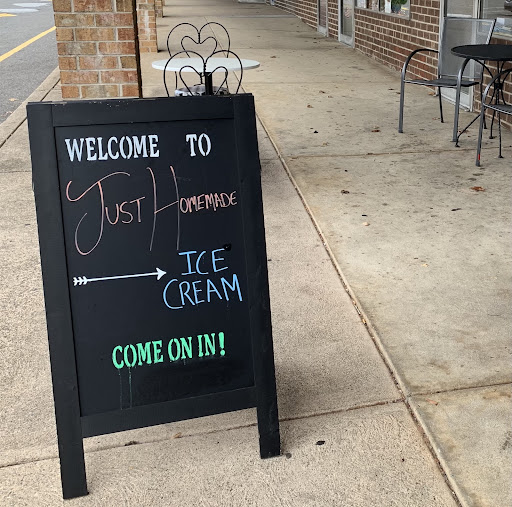 WELCOME TO
JUST HOMEMADE
ICE
CREAM
COME ON IN!